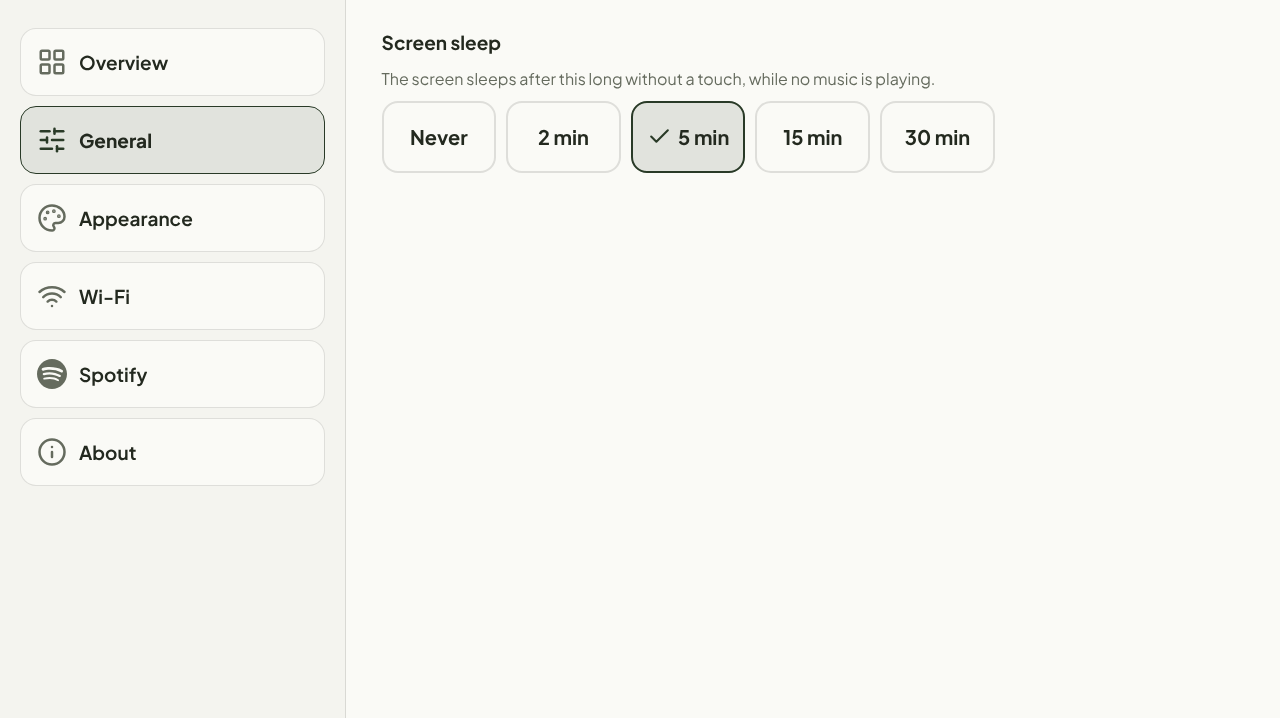 Overview
General
Appearance
Wi-Fi
Spotify
About
Screen sleep
The screen sleeps after this long without a touch, while no music is playing.
Never
2 min
5 min
15 min
30 min